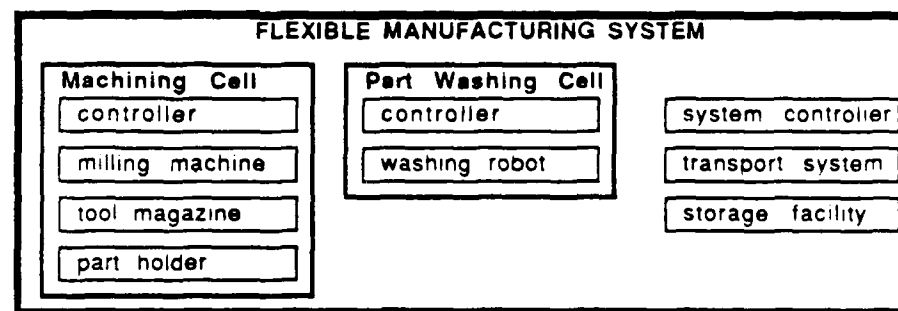 FLEXIBLE MANUFACTURING SYSTEM
Machining Cell
controller
milling machine
tool magazine
part holder
Part Washing Cell
controller
washing robot
system controller
transport system
storage facility